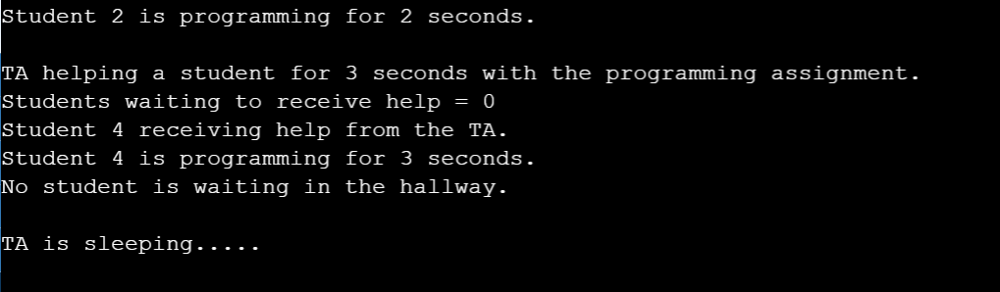 Student 2 is programming for 2 seconds.
TA helping a student for 3 seconds with the programming assignment.
Students waiting to receive help = 0
Student 4 receiving help from the TA.
Student 4 is programming for 3 seconds.
No student is waiting in the hallway.
TA is sleeping.....